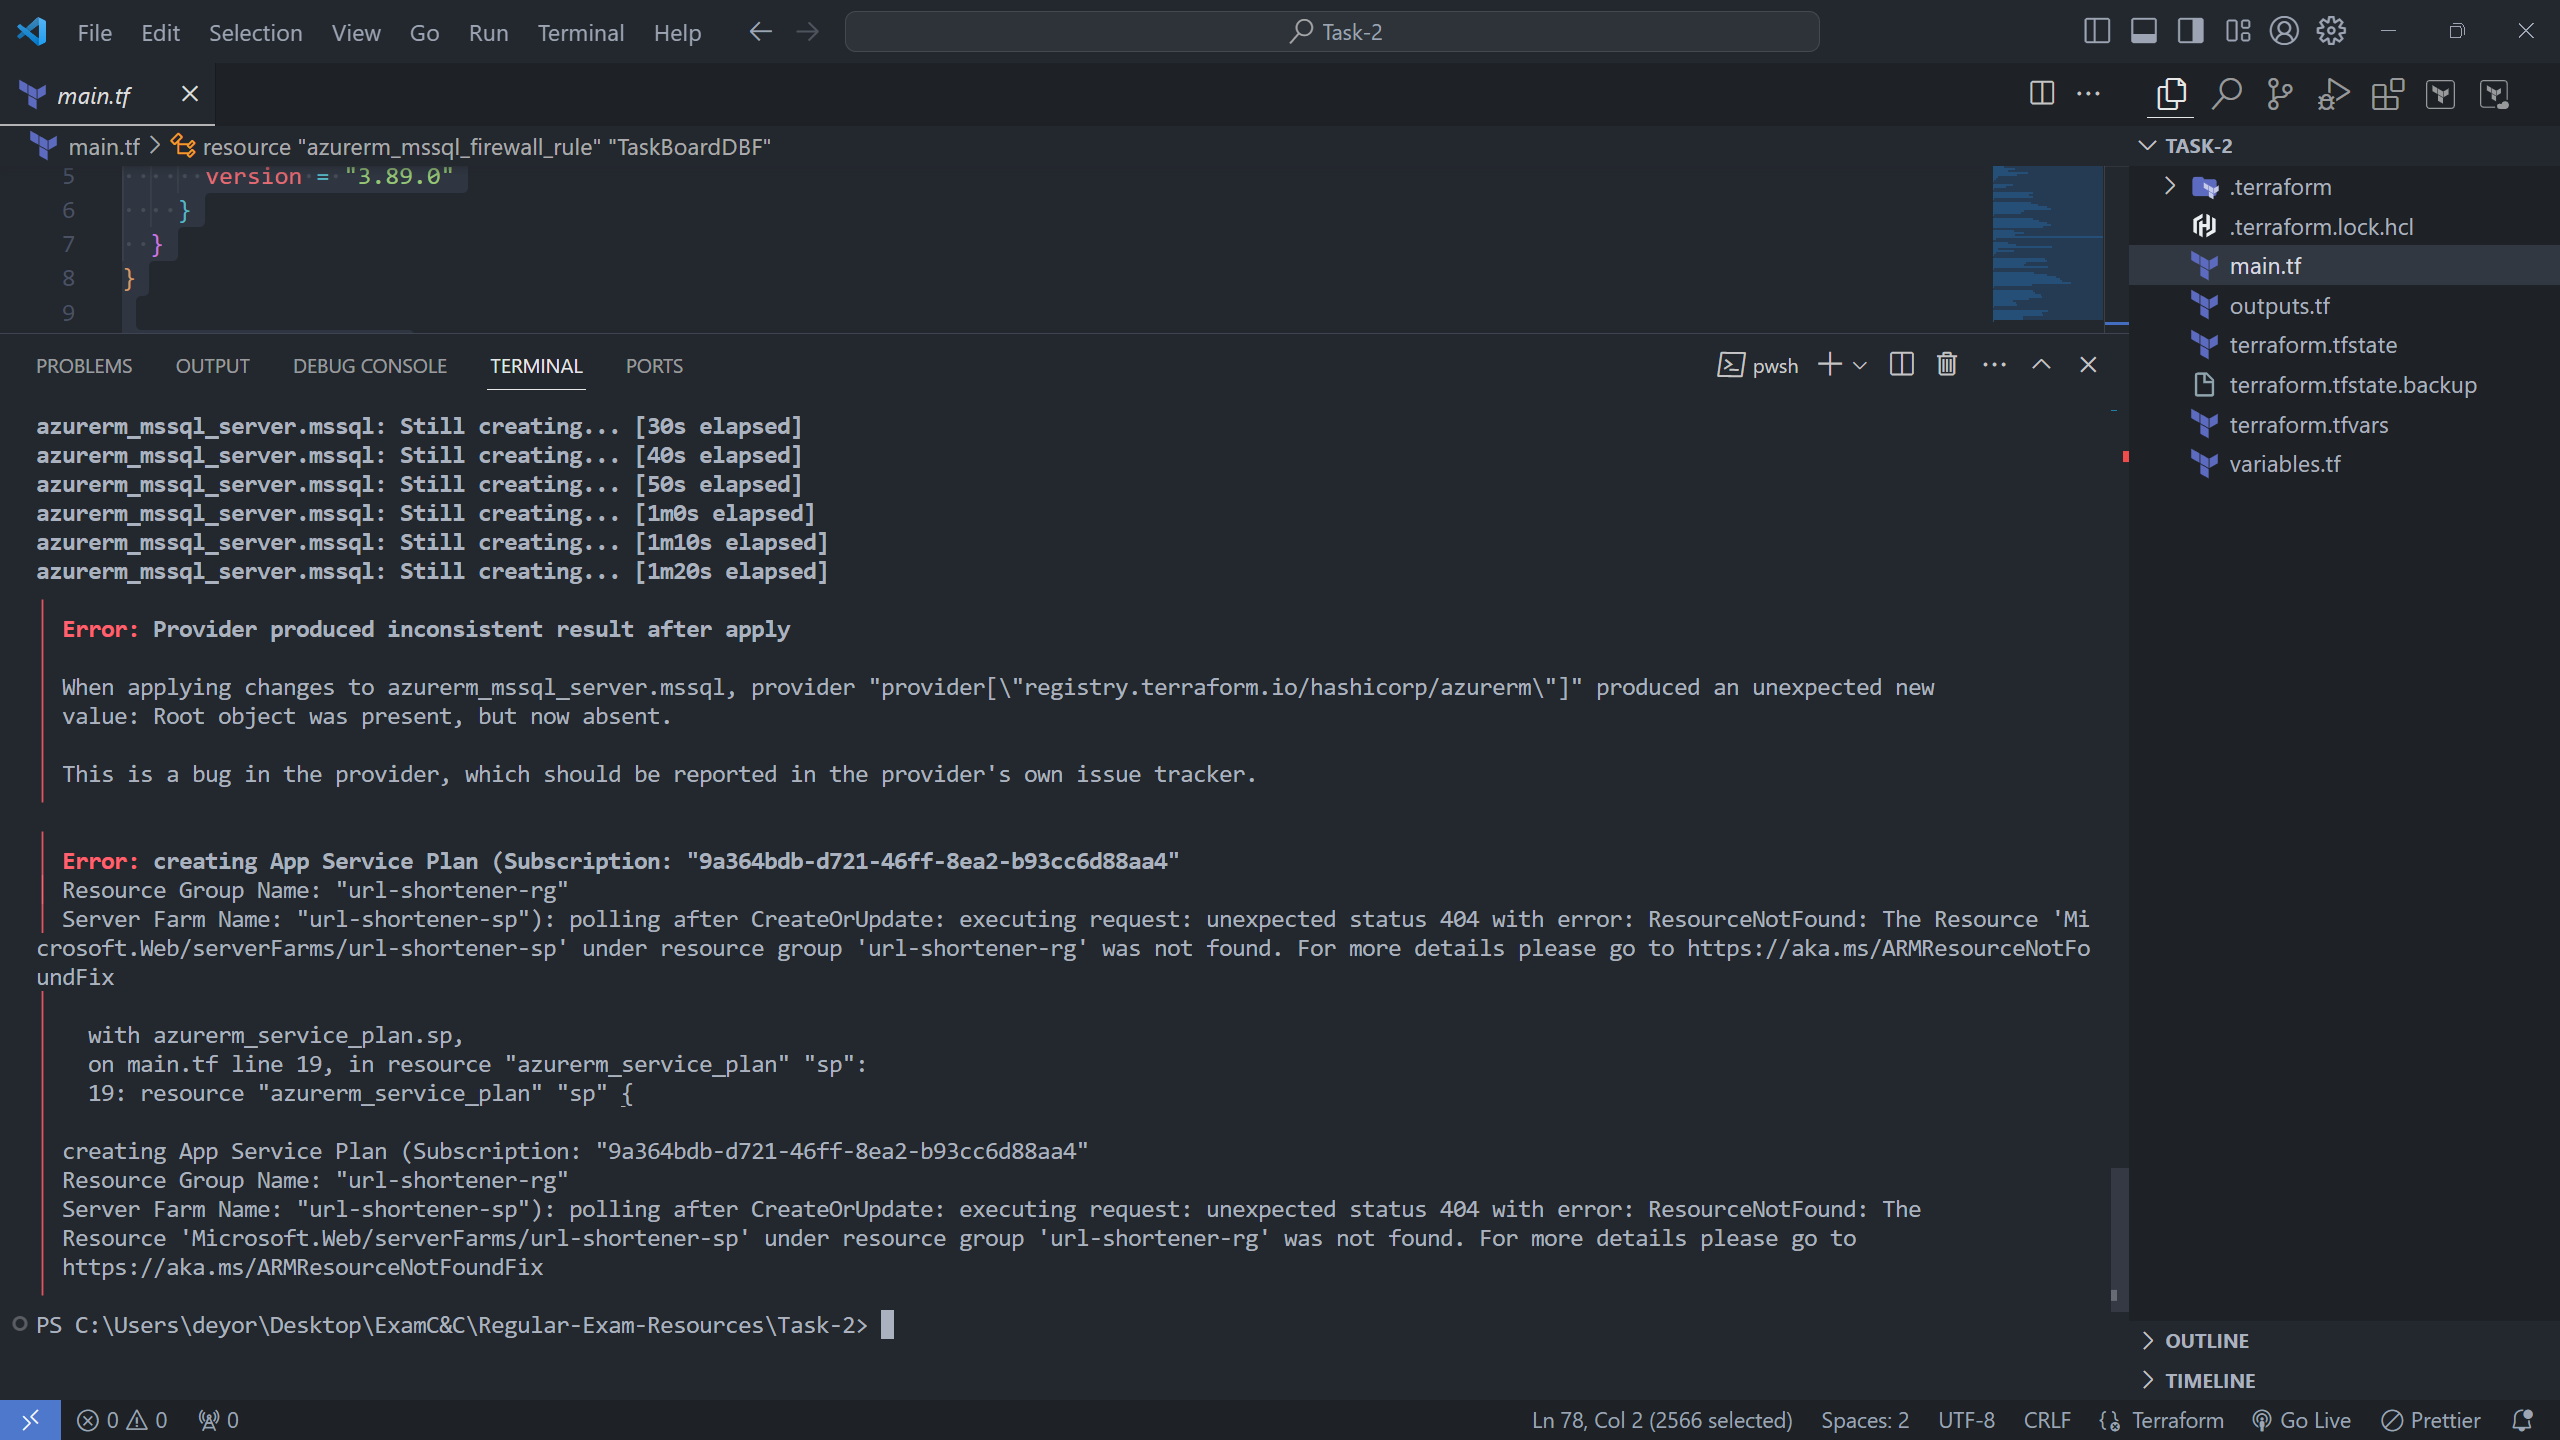 File Edit Selection View Go Run Terminal Help
Task-2
main.tf
main.tf > resource "azurerm_mssql_firewall_rule" "TaskBoardDBF"
5 version = "3.89.0"
6 }
7 }
8 }
9
PROBLEMS OUTPUT DEBUG CONSOLE TERMINAL PORTS
pwsh
azurerm_mssql_server.mssql: Still creating... [30s elapsed]
azurerm_mssql_server.mssql: Still creating... [40s elapsed]
azurerm_mssql_server.mssql: Still creating... [50s elapsed]
azurerm_mssql_server.mssql: Still creating... [1m0s elapsed]
azurerm_mssql_server.mssql: Still creating... [1m10s elapsed]
azurerm_mssql_server.mssql: Still creating... [1m20s elapsed]
Error: Provider produced inconsistent result after apply
When applying changes to azurerm_mssql_server.mssql, provider "provider[\"registry.terraform.io/hashicorp/azurerm\"]" produced an unexpected new
value: Root object was present, but now absent.
This is a bug in the provider, which should be reported in the provider's own issue tracker.
Error: creating App Service Plan (Subscription: "9a364bdb-d721-46ff-8ea2-b93cc6d88aa4"
Resource Group Name: "url-shortener-rg"
Server Farm Name: "url-shortener-sp"): polling after CreateOrUpdate: executing request: unexpected status 404 with error: ResourceNotFound: The Resource 'Mi
crosoft.Web/serverFarms/url-shortener-sp' under resource group 'url-shortener-rg' was not found. For more details please go to https://aka.ms/ARMResourceNotFo
undFix
with azurerm_service_plan.sp,
on main.tf line 19, in resource "azurerm_service_plan" "sp":
19: resource "azurerm_service_plan" "sp" {
creating App Service Plan (Subscription: "9a364bdb-d721-46ff-8ea2-b93cc6d88aa4"
Resource Group Name: "url-shortener-rg"
Server Farm Name: "url-shortener-sp"): polling after CreateOrUpdate: executing request: unexpected status 404 with error: ResourceNotFound: The
Resource 'Microsoft.Web/serverFarms/url-shortener-sp' under resource group 'url-shortener-rg' was not found. For more details please go to
https://aka.ms/ARMResourceNotFoundFix
PS C:\Users\deyor\Desktop\ExamC&C\Regular-Exam-Resources\Task-2>
TASK-2
.terraform
.terraform.lock.hcl
main.tf
outputs.tf
terraform.tfstate
terraform.tfstate.backup
terraform.tfvars
variables.tf
OUTLINE
TIMELINE
0 0 0
Ln 78, Col 2 (2566 selected) Spaces: 2 UTF-8 CRLF Terraform Go Live Prettier